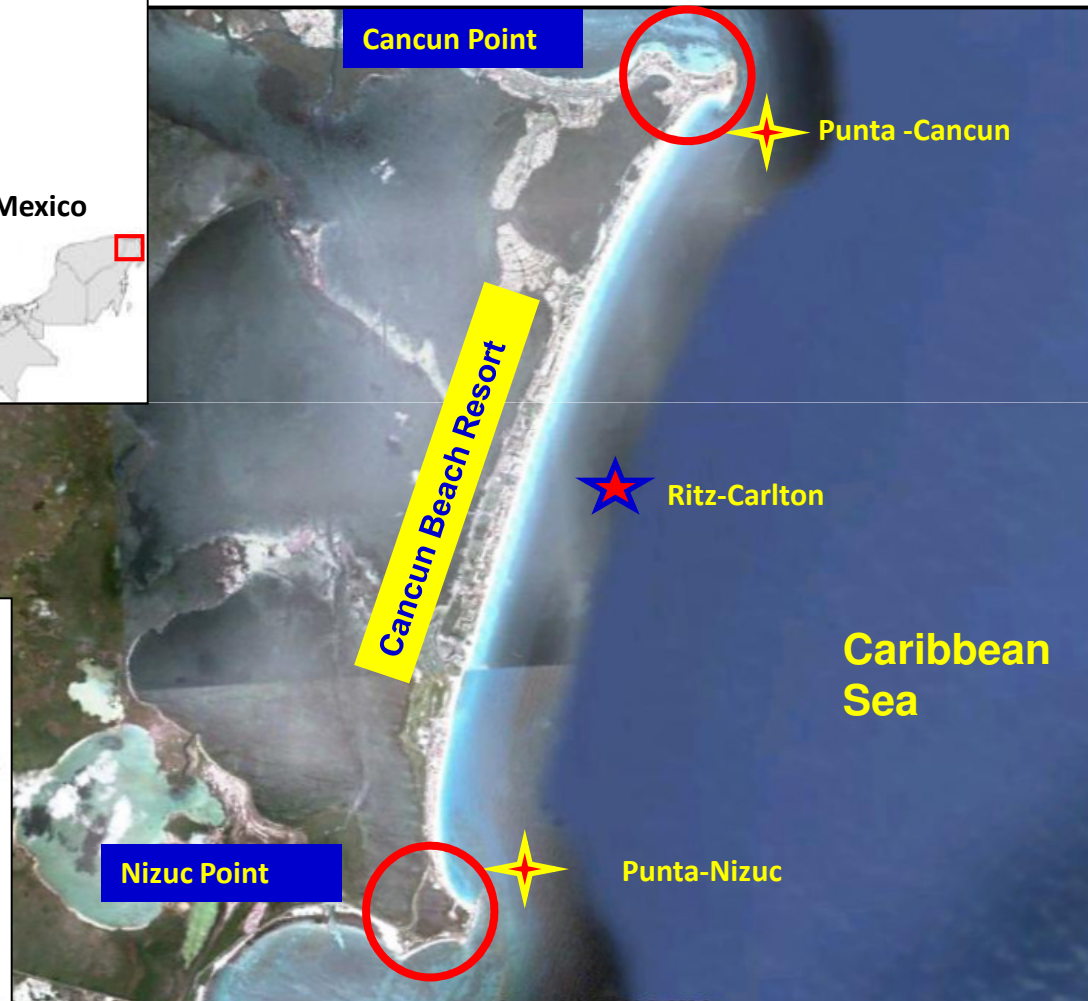 Cancun Point
Punta -Cancun
Mexico
Cancun Beach Resort
Ritz-Carlton
Caribbean
Sea
Nizuc Point
Punta-Nizuc